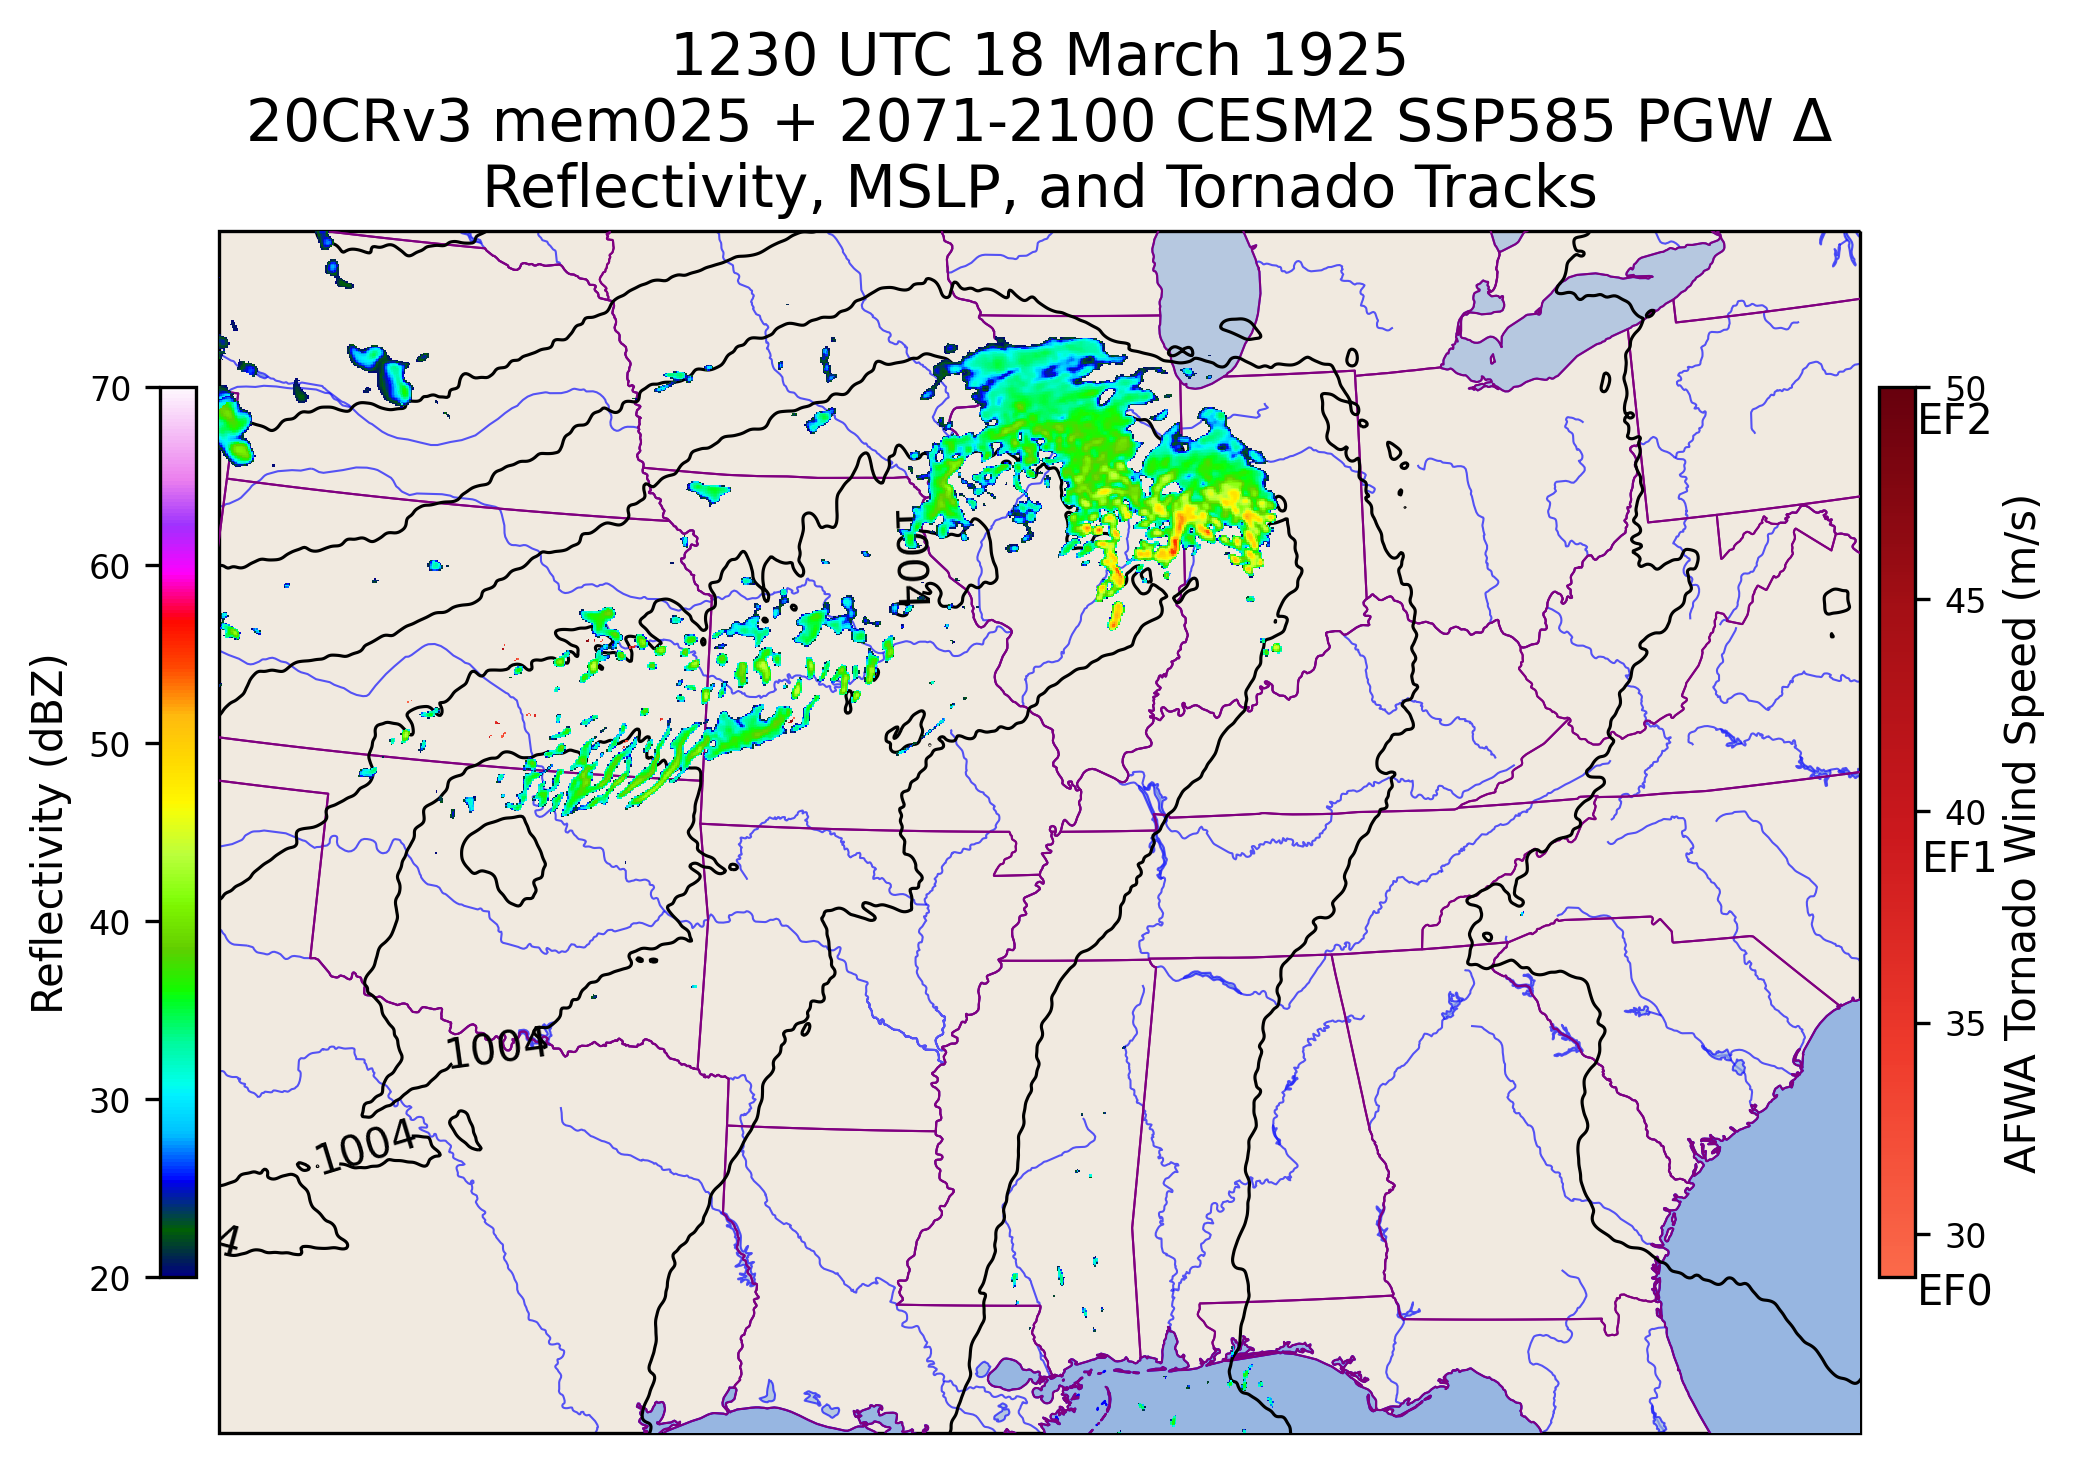 1230 UTC 18 March 1925
20CRv3 mem025 + 2071-2100 CESM2 SSP585 PGW Δ
Reflectivity, MSLP, and Tornado Tracks
70
60
50
40
30
20
Reflectivity (dBZ)
1004
1004
1004
4
50
EF2
45
40
EF1
35
30
EF0
AFWA Tornado Wind Speed (m/s)